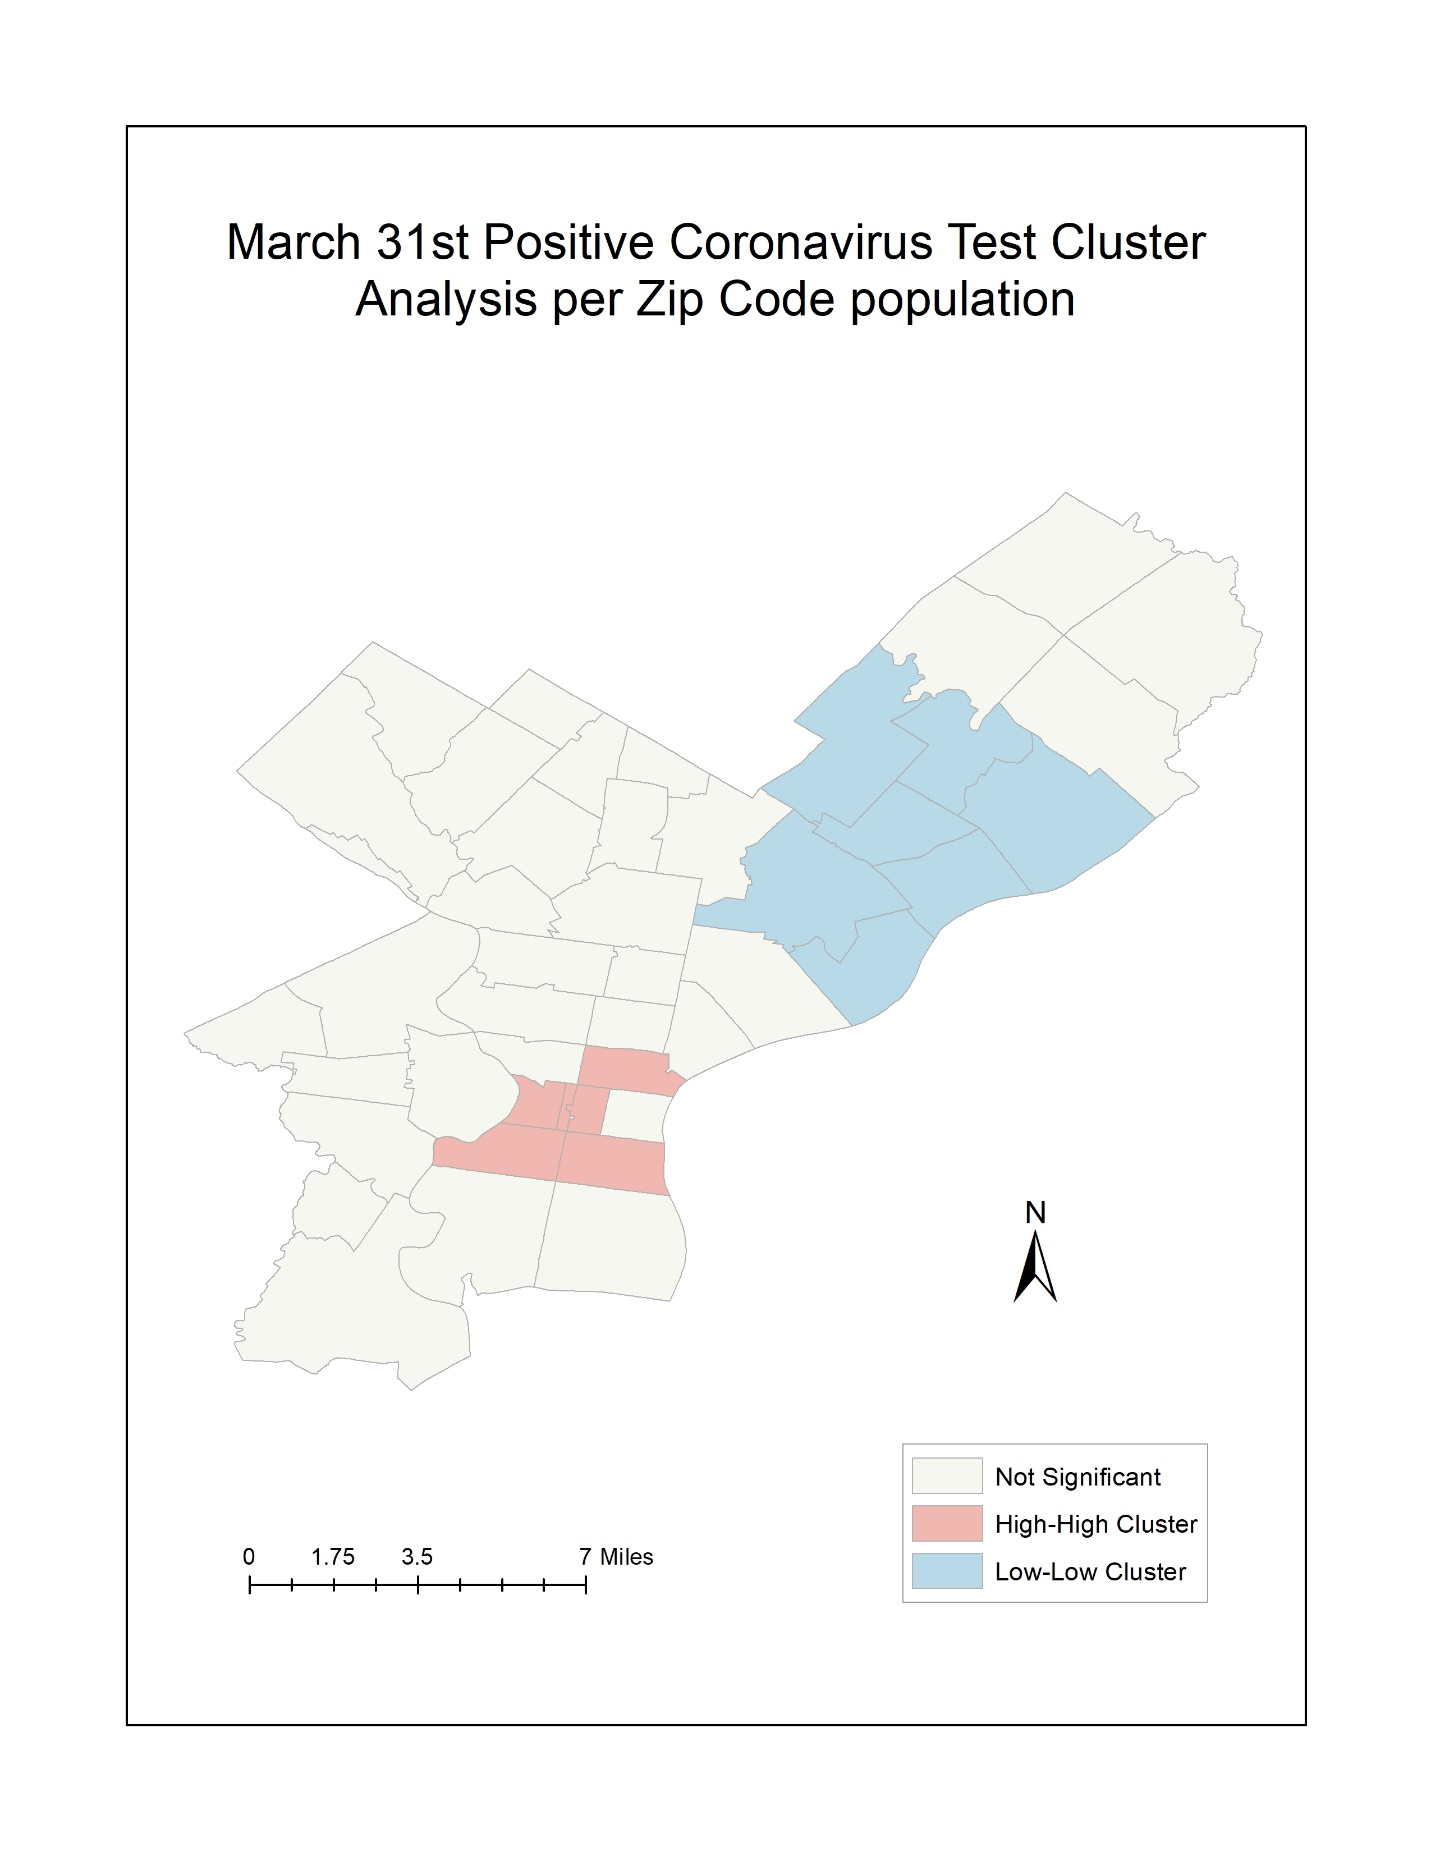 March 31st Positive Coronavirus Test Cluster
Analysis per Zip Code population
N
Not Significant
High-High Cluster
Low-Low Cluster
0 1.75 3.5 7 Miles